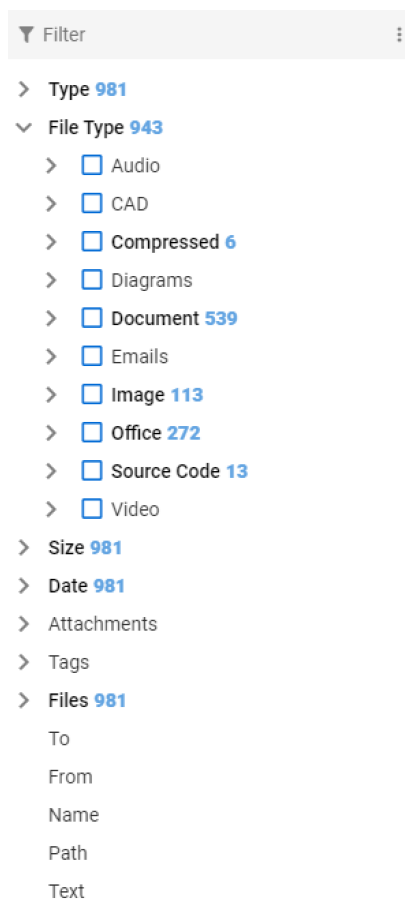 Filter
Type 981
File Type 943
Audio
CAD
Compressed 6
Diagrams
Document 539
Emails
Image 113
Office 272
Source Code 13
Video
Size 981
Date 981
Attachments
Tags
Files 981
To
From
Name
Path
Text